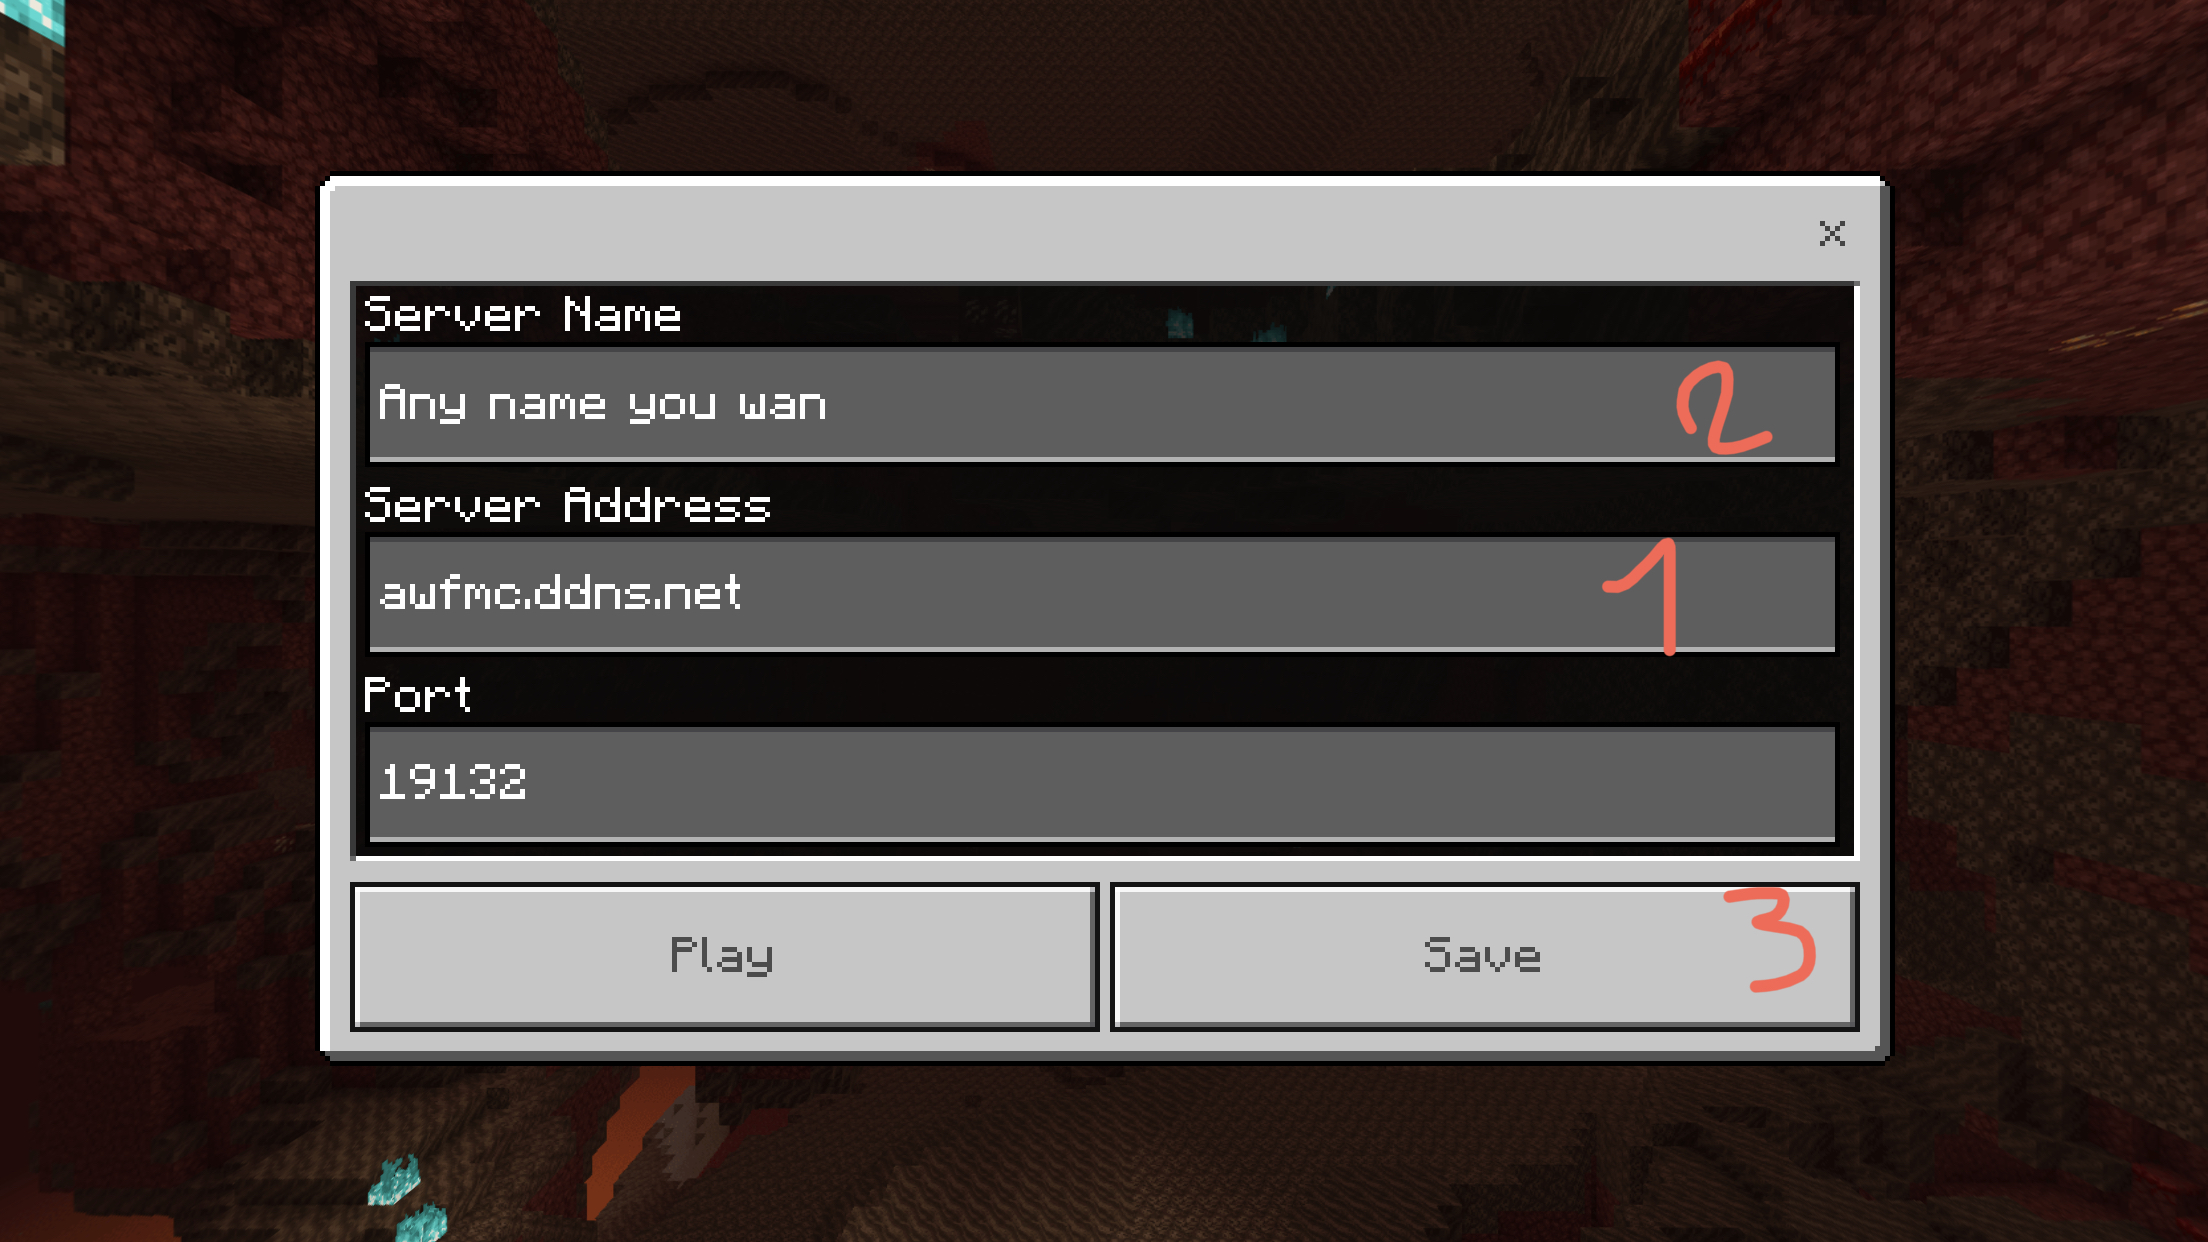 ×
Server Name
Any name you wan 2
Server Address
awfmc.ddns.net 1
Port
19132
Play Save 3